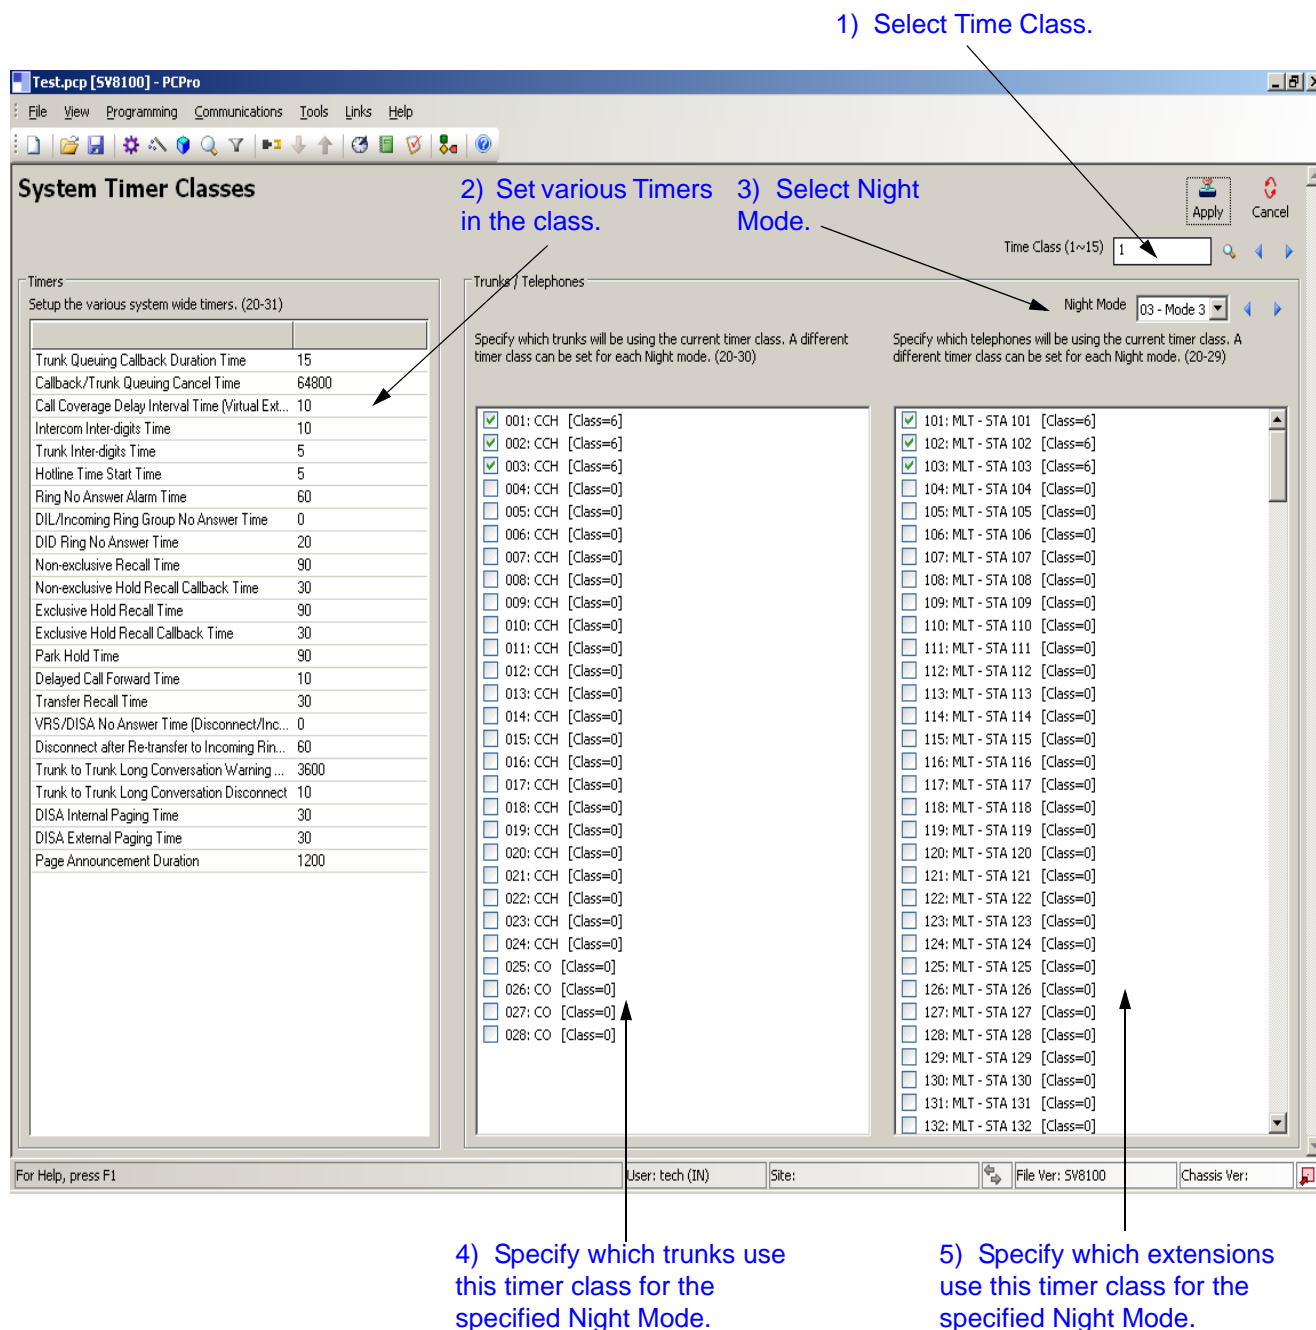 1) Select Time Class.
Test.pcp [SV8100] - PCPro
File View Programming Communications Tools Links Help
System Timer Classes
2) Set various Timers
in the class.
3) Select Night
Mode.
Apply Cancel
Time Class (1~15) 1
Timers
Setup the various system wide timers. (20-31)
Trunk Queuing Callback Duration Time 15
Callback/Trunk Queuing Cancel Time 64800
Call Coverage Delay Interval Time (Virtual Ext... 10
Intercom Inter-digits Time 10
Trunk Inter-digits Time 5
Hotline Time Start Time 5
Ring No Answer Alarm Time 60
DIL/Incoming Ring Group No Answer Time 0
DID Ring No Answer Time 20
Non-exclusive Recall Time 90
Non-exclusive Hold Recall Callback Time 30
Exclusive Hold Recall Time 90
Exclusive Hold Recall Callback Time 30
Park Hold Time 90
Delayed Call Forward Time 10
Transfer Recall Time 30
VRS/DISA No Answer Time (Disconnect/Inc... 0
Disconnect after Re-transfer to Incoming Rin... 60
Trunk to Trunk Long Conversation Warning ... 3600
Trunk to Trunk Long Conversation Disconnect 10
DISA Internal Paging Time 30
DISA External Paging Time 30
Page Announcement Duration 1200
Trunks / Telephones
Night Mode 03 - Mode 3
Specify which trunks will be using the current timer class. A different
timer class can be set for each Night mode. (20-30)
001: CCH [Class=6]
002: CCH [Class=6]
003: CCH [Class=6]
004: CCH [Class=0]
005: CCH [Class=0]
006: CCH [Class=0]
007: CCH [Class=0]
008: CCH [Class=0]
009: CCH [Class=0]
010: CCH [Class=0]
011: CCH [Class=0]
012: CCH [Class=0]
013: CCH [Class=0]
014: CCH [Class=0]
015: CCH [Class=0]
016: CCH [Class=0]
017: CCH [Class=0]
018: CCH [Class=0]
019: CCH [Class=0]
020: CCH [Class=0]
021: CCH [Class=0]
022: CCH [Class=0]
023: CCH [Class=0]
024: CCH [Class=0]
025: CO [Class=0]
026: CO [Class=0]
027: CO [Class=0]
028: CO [Class=0]
Specify which telephones will be using the current timer class. A
different timer class can be set for each Night mode. (20-29)
101: MLT - STA 101 [Class=6]
102: MLT - STA 102 [Class=6]
103: MLT - STA 103 [Class=6]
104: MLT - STA 104 [Class=0]
105: MLT - STA 105 [Class=0]
106: MLT - STA 106 [Class=0]
107: MLT - STA 107 [Class=0]
108: MLT - STA 108 [Class=0]
109: MLT - STA 109 [Class=0]
110: MLT - STA 110 [Class=0]
111: MLT - STA 111 [Class=0]
112: MLT - STA 112 [Class=0]
113: MLT - STA 113 [Class=0]
114: MLT - STA 114 [Class=0]
115: MLT - STA 115 [Class=0]
116: MLT - STA 116 [Class=0]
117: MLT - STA 117 [Class=0]
118: MLT - STA 118 [Class=0]
119: MLT - STA 119 [Class=0]
120: MLT - STA 120 [Class=0]
121: MLT - STA 121 [Class=0]
122: MLT - STA 122 [Class=0]
123: MLT - STA 123 [Class=0]
124: MLT - STA 124 [Class=0]
125: MLT - STA 125 [Class=0]
126: MLT - STA 126 [Class=0]
127: MLT - STA 127 [Class=0]
128: MLT - STA 128 [Class=0]
129: MLT - STA 129 [Class=0]
130: MLT - STA 130 [Class=0]
131: MLT - STA 131 [Class=0]
132: MLT - STA 132 [Class=0]
For Help, press F1 User: tech (IN) Site: File Ver: SV8100 Chassis Ver:
4) Specify which trunks use
this timer class for the
specified Night Mode.
5) Specify which extensions
use this timer class for the
specified Night Mode.